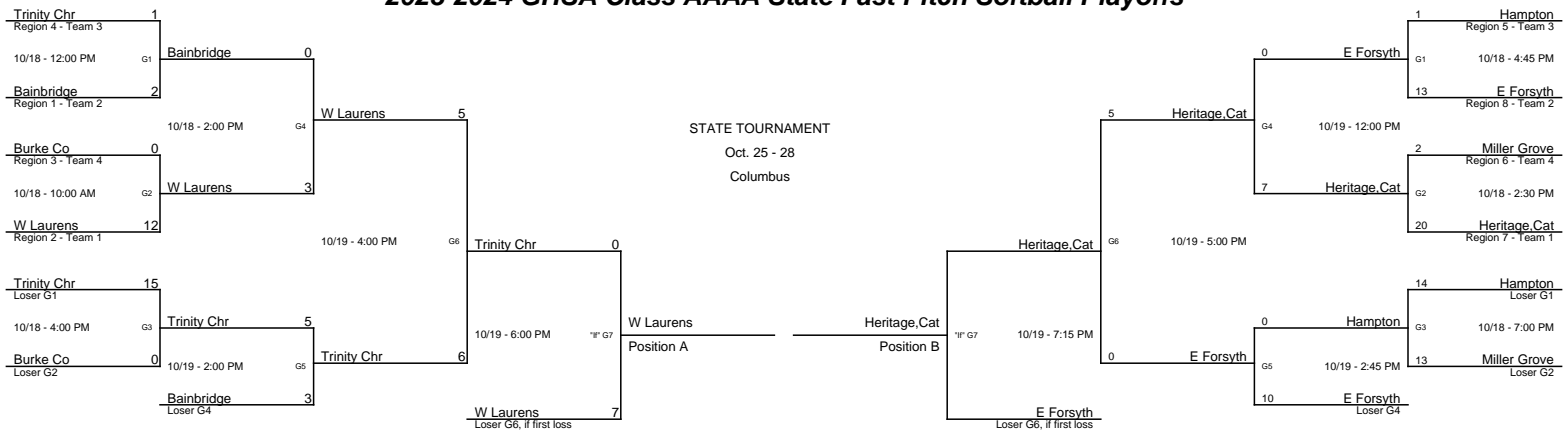 2023-2024 GHSA Class AAAA State Fast Pitch Softball Playoffs
Trinity Chr 1
Region 4 - Team 3
10/18 - 12:00 PM G1
Bainbridge 0
Bainbridge 2
Region 1 - Team 2
10/18 - 2:00 PM G4
W Laurens 5
Burke Co 0
Region 3 - Team 4
10/18 - 10:00 AM G2
W Laurens 3
W Laurens 12
Region 2 - Team 1
10/19 - 4:00 PM G6
Trinity Chr 0
Trinity Chr 15
Loser G1
10/18 - 4:00 PM G3
Trinity Chr 5
Burke Co 0
Loser G2
10/19 - 2:00 PM G5
Trinity Chr 6
Bainbridge 3
Loser G4
10/19 - 6:00 PM "If" G7
W Laurens
Position A
W Laurens 7
Loser G6, if first loss
STATE TOURNAMENT
Oct. 25 - 28
Columbus
1 Hampton
Region 5 - Team 3
0 E Forsyth
G1 10/18 - 4:45 PM
13 E Forsyth
Region 8 - Team 2
5 Heritage,Cat
G4 10/19 - 12:00 PM
2 Miller Grove
Region 6 - Team 4
7 Heritage,Cat
G2 10/18 - 2:30 PM
20 Heritage,Cat
Region 7 - Team 1
Heritage,Cat
G6 10/19 - 5:00 PM
14 Hampton
Loser G1
0 Hampton
G3 10/18 - 7:00 PM
13 Miller Grove
Loser G2
0 E Forsyth
G5 10/19 - 2:45 PM
10 E Forsyth
Loser G4
Heritage,Cat
Position B
"If" G7 10/19 - 7:15 PM
E Forsyth
Loser G6, if first loss